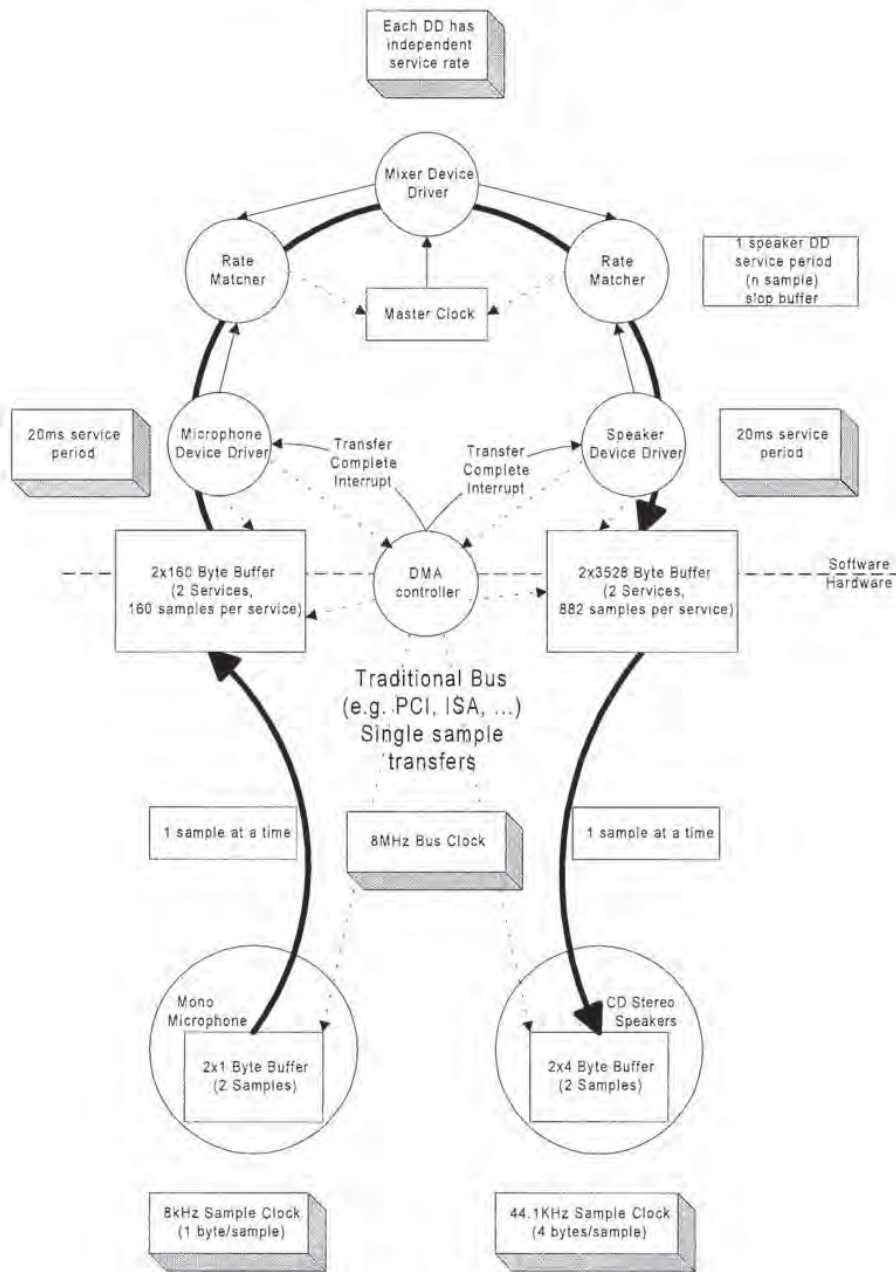 Each DD has
independent
service rate
Mixer Device
Driver
Rate
Matcher
Master Clock
Rate
Matcher
1 speaker DD
service period
(n sample)
slop buffer
20ms service
period
Microphone
Device Driver
Transfer
Complete
Interrupt
Transfer
Complete
Interrupt
Speaker
Device Driver
20ms service
period
2x160 Byte Buffer
(2 Services,
160 samples per service)
DMA
controller
2x3528 Byte Buffer
(2 Services,
882 samples per service)
Software
Hardware
Traditional Bus
(e.g. PCI, ISA, ...)
Single sample
transfers
1 sample at a time
8MHz Bus Clock
1 sample at a time
Mono
Microphone
2x1 Byte Buffer
(2 Samples)
CD Stereo
Speakers
2x4 Byte Buffer
(2 Samples)
8kHz Sample Clock
(1 byte/sample)
44.1KHz Sample Clock
(4 bytes/sample)